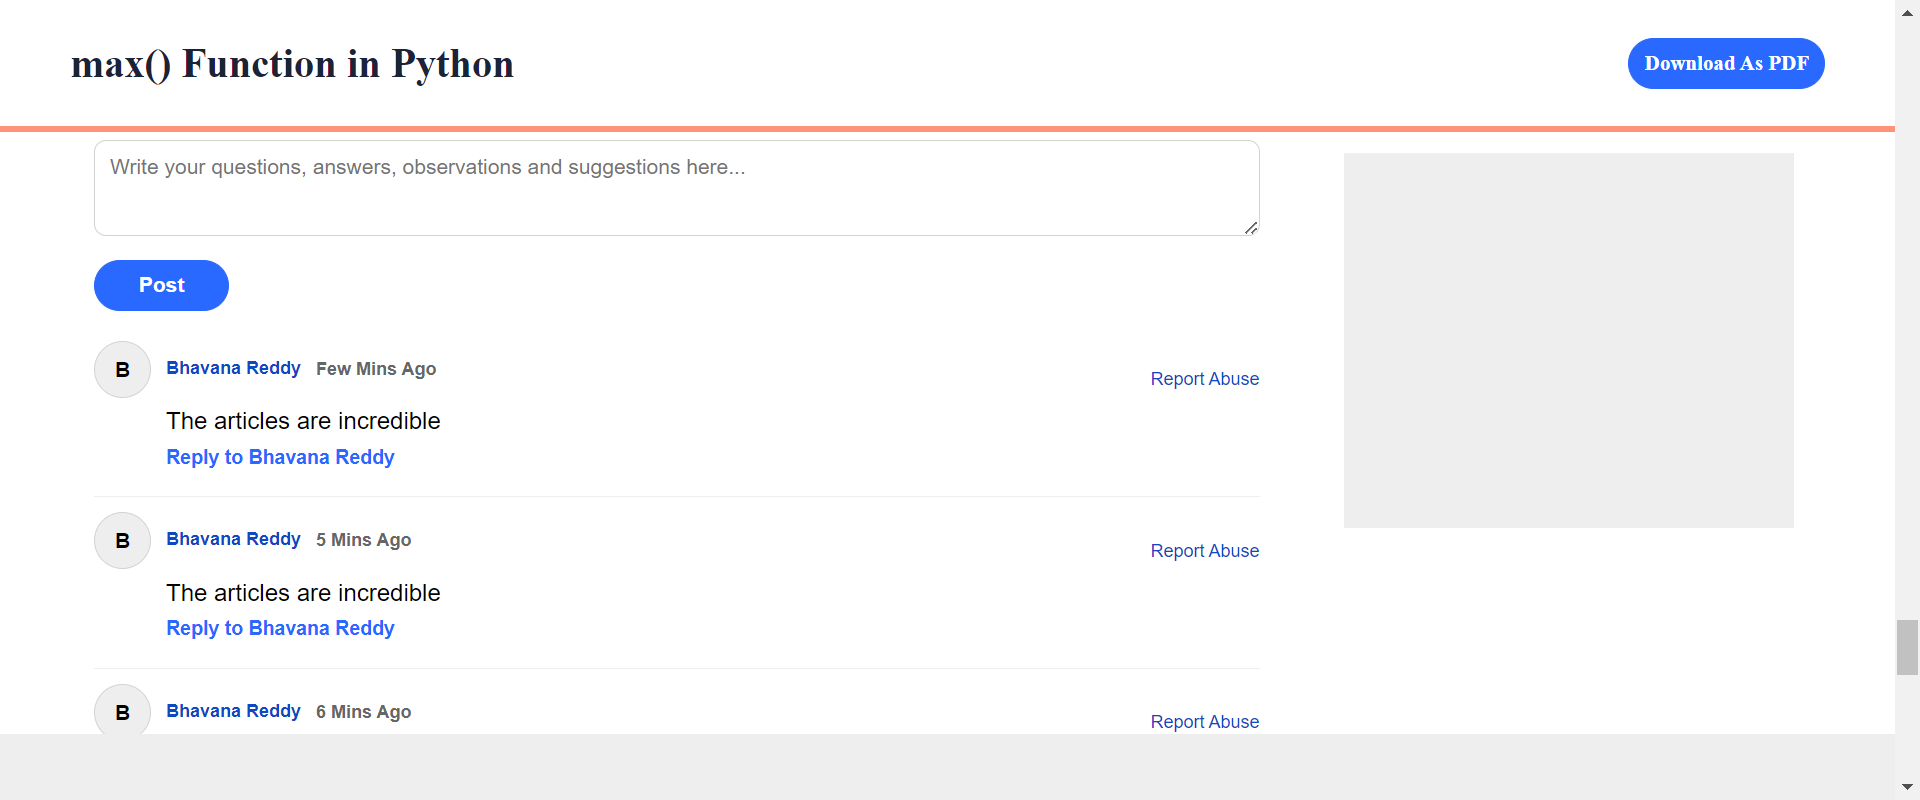 max() Function in Python
Download As PDF
Write your questions, answers, observations and suggestions here...
Post
B
Bhavana Reddy Few Mins Ago
Report Abuse
The articles are incredible
Reply to Bhavana Reddy
B
Bhavana Reddy 5 Mins Ago
Report Abuse
The articles are incredible
Reply to Bhavana Reddy
B
Bhavana Reddy 6 Mins Ago
Report Abuse